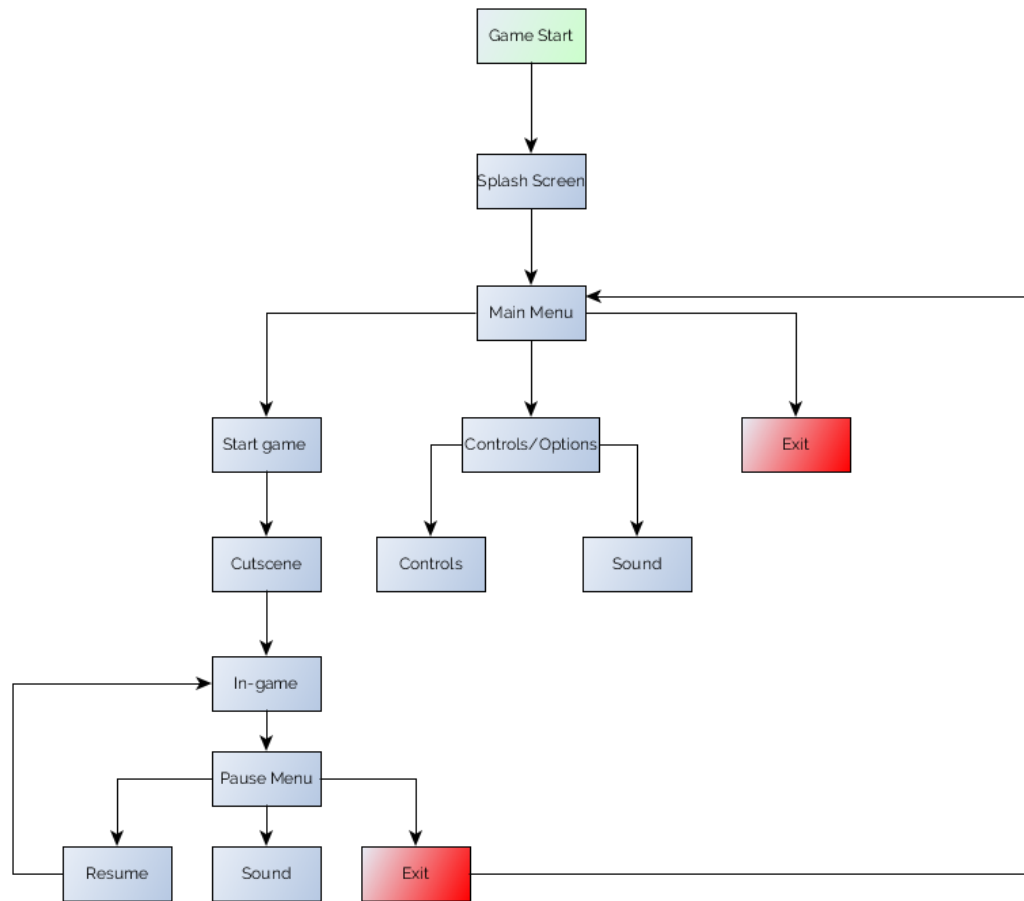 Game Start
Splash Screen
Main Menu
Start game
Controls/Options
Exit
Cutscene
Controls
Sound
In-game
Pause Menu
Resume
Sound
Exit